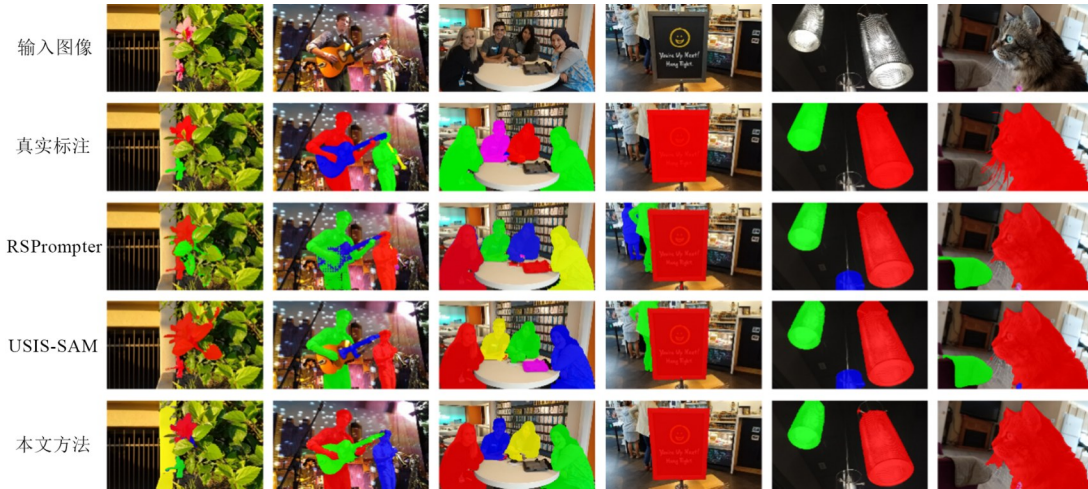 输入图像
You're Up Next!
Hang Tight.
真实标注
RSPrompter
USIS-SAM
本文方法